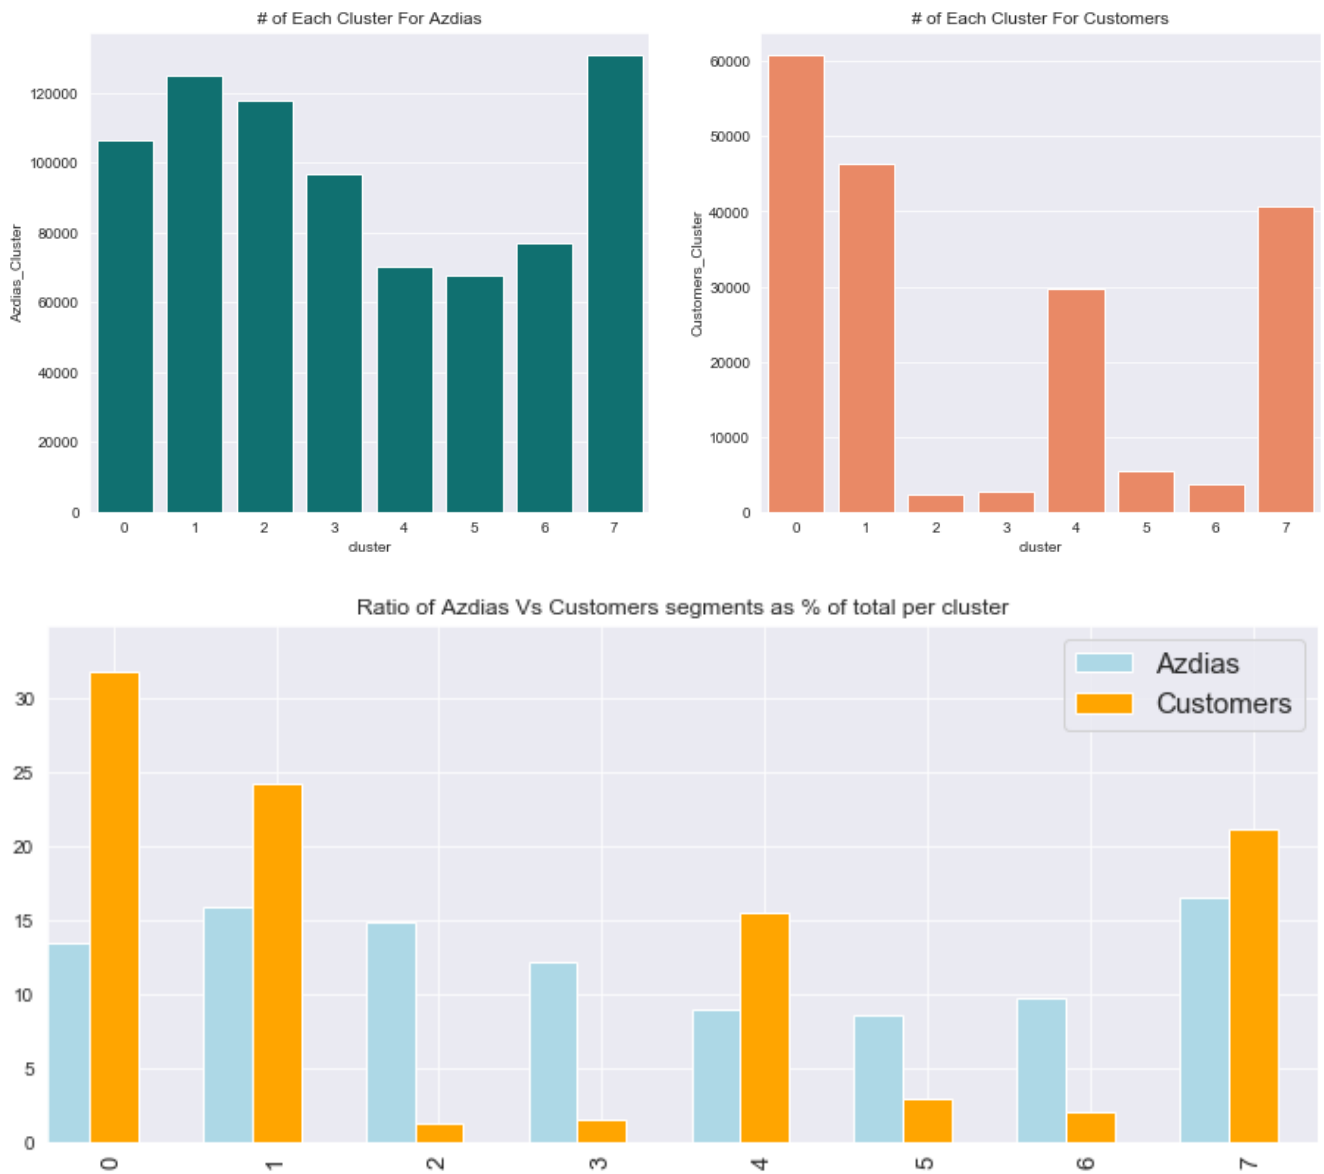 # of Each Cluster For Azdias
120000
100000
80000
60000
40000
20000
0
Azdias_Cluster
0 1 2 3 4 5 6 7
cluster
# of Each Cluster For Customers
60000
50000
40000
30000
20000
10000
0
Customers_Cluster
0 1 2 3 4 5 6 7
cluster
Ratio of Azdias Vs Customers segments as % of total per cluster
30
25
20
15
10
5
0
Azdias
Customers
0 1 2 3 4 5 6 7